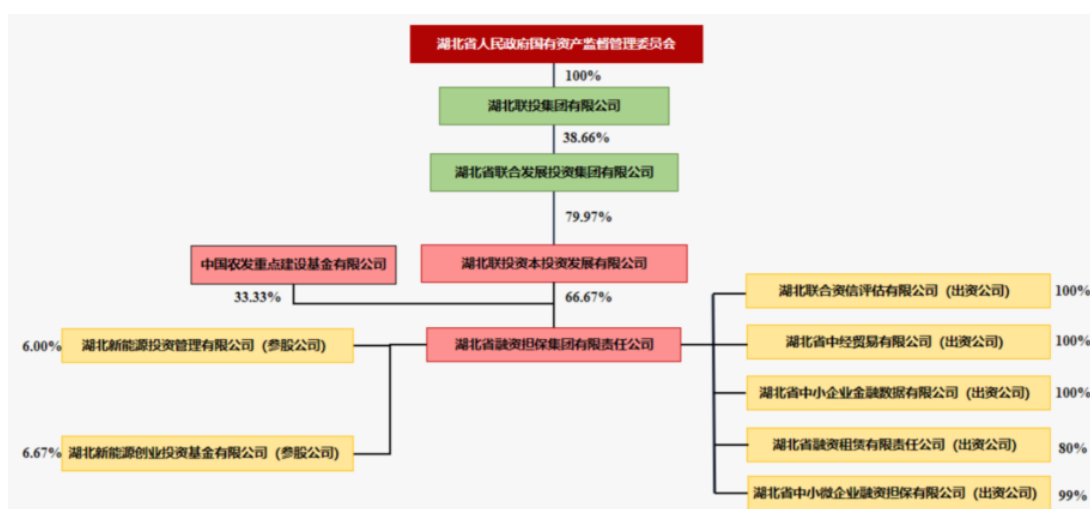 湖北省人民政府国有资产监督管理委员会
100%
湖北联投集团有限公司
38.66%
湖北省联合发展投资集团有限公司
79.97%
中国农发重点建设基金有限公司
湖北联投资本投资发展有限公司
33.33%
66.67%
湖北联合资信评估有限公司（出资公司）
100%
6.00%
湖北新能源投资管理有限公司（参股公司）
湖北省融资担保集团有限责任公司
湖北省中经贸易有限公司（出资公司）
100%
湖北省中小企业金融数据有限公司（出资公司）
100%
6.67%
湖北新能源创业投资基金有限公司（参股公司）
湖北省融资租赁有限责任公司（出资公司）
80%
湖北省中小微企业融资担保有限公司（出资公司）
99%